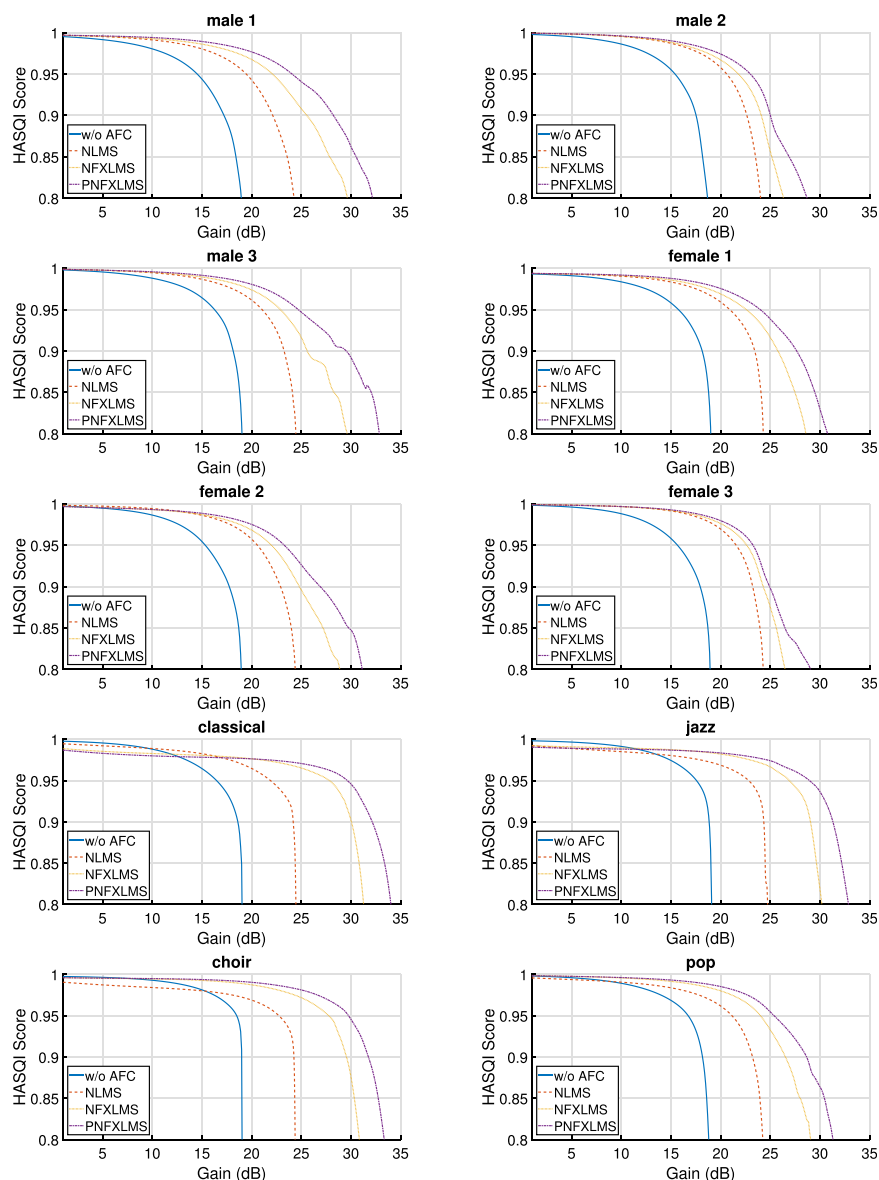 male 1
1
0.95
0.9
0.85
0.8
HASQI Score
w/o AFC
NLMS
NFXLMS
PNFXLMS
5 10 15 20 25 30 35
Gain (dB)
male 2
1
0.95
0.9
0.85
0.8
HASQI Score
w/o AFC
NLMS
NFXLMS
PNFXLMS
5 10 15 20 25 30 35
Gain (dB)
male 3
1
0.95
0.9
0.85
0.8
HASQI Score
w/o AFC
NLMS
NFXLMS
PNFXLMS
5 10 15 20 25 30 35
Gain (dB)
female 1
1
0.95
0.9
0.85
0.8
HASQI Score
w/o AFC
NLMS
NFXLMS
PNFXLMS
5 10 15 20 25 30 35
Gain (dB)
female 2
1
0.95
0.9
0.85
0.8
HASQI Score
w/o AFC
NLMS
NFXLMS
PNFXLMS
5 10 15 20 25 30 35
Gain (dB)
female 3
1
0.95
0.9
0.85
0.8
HASQI Score
w/o AFC
NLMS
NFXLMS
PNFXLMS
5 10 15 20 25 30 35
Gain (dB)
classical
1
0.95
0.9
0.85
0.8
HASQI Score
w/o AFC
NLMS
NFXLMS
PNFXLMS
5 10 15 20 25 30 35
Gain (dB)
jazz
1
0.95
0.9
0.85
0.8
HASQI Score
w/o AFC
NLMS
NFXLMS
PNFXLMS
5 10 15 20 25 30 35
Gain (dB)
choir
1
0.95
0.9
0.85
0.8
HASQI Score
w/o AFC
NLMS
NFXLMS
PNFXLMS
5 10 15 20 25 30 35
Gain (dB)
pop
1
0.95
0.9
0.85
0.8
HASQI Score
w/o AFC
NLMS
NFXLMS
PNFXLMS
5 10 15 20 25 30 35
Gain (dB)